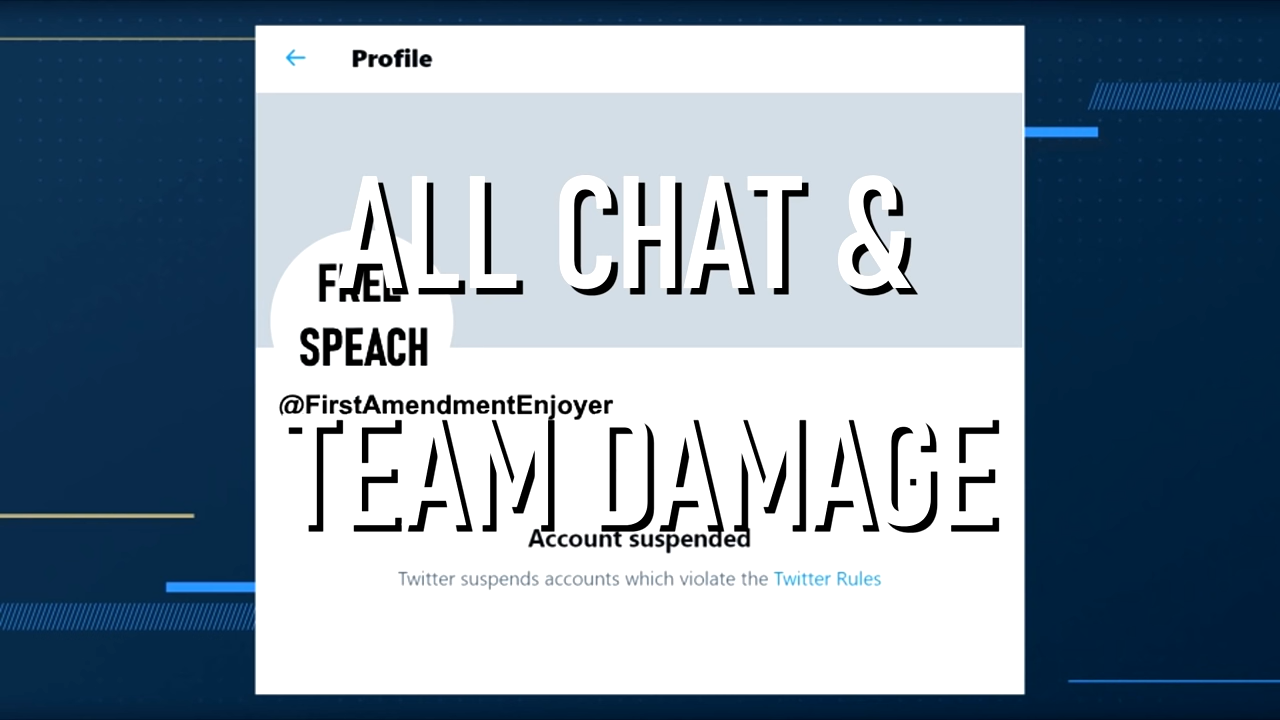 Profile
ALL CHAT &
FREE
SPEACH
@FirstAmendmentEnjoyer
TEAM DAMAGE
Account suspended
Twitter suspends accounts which violate the Twitter Rules